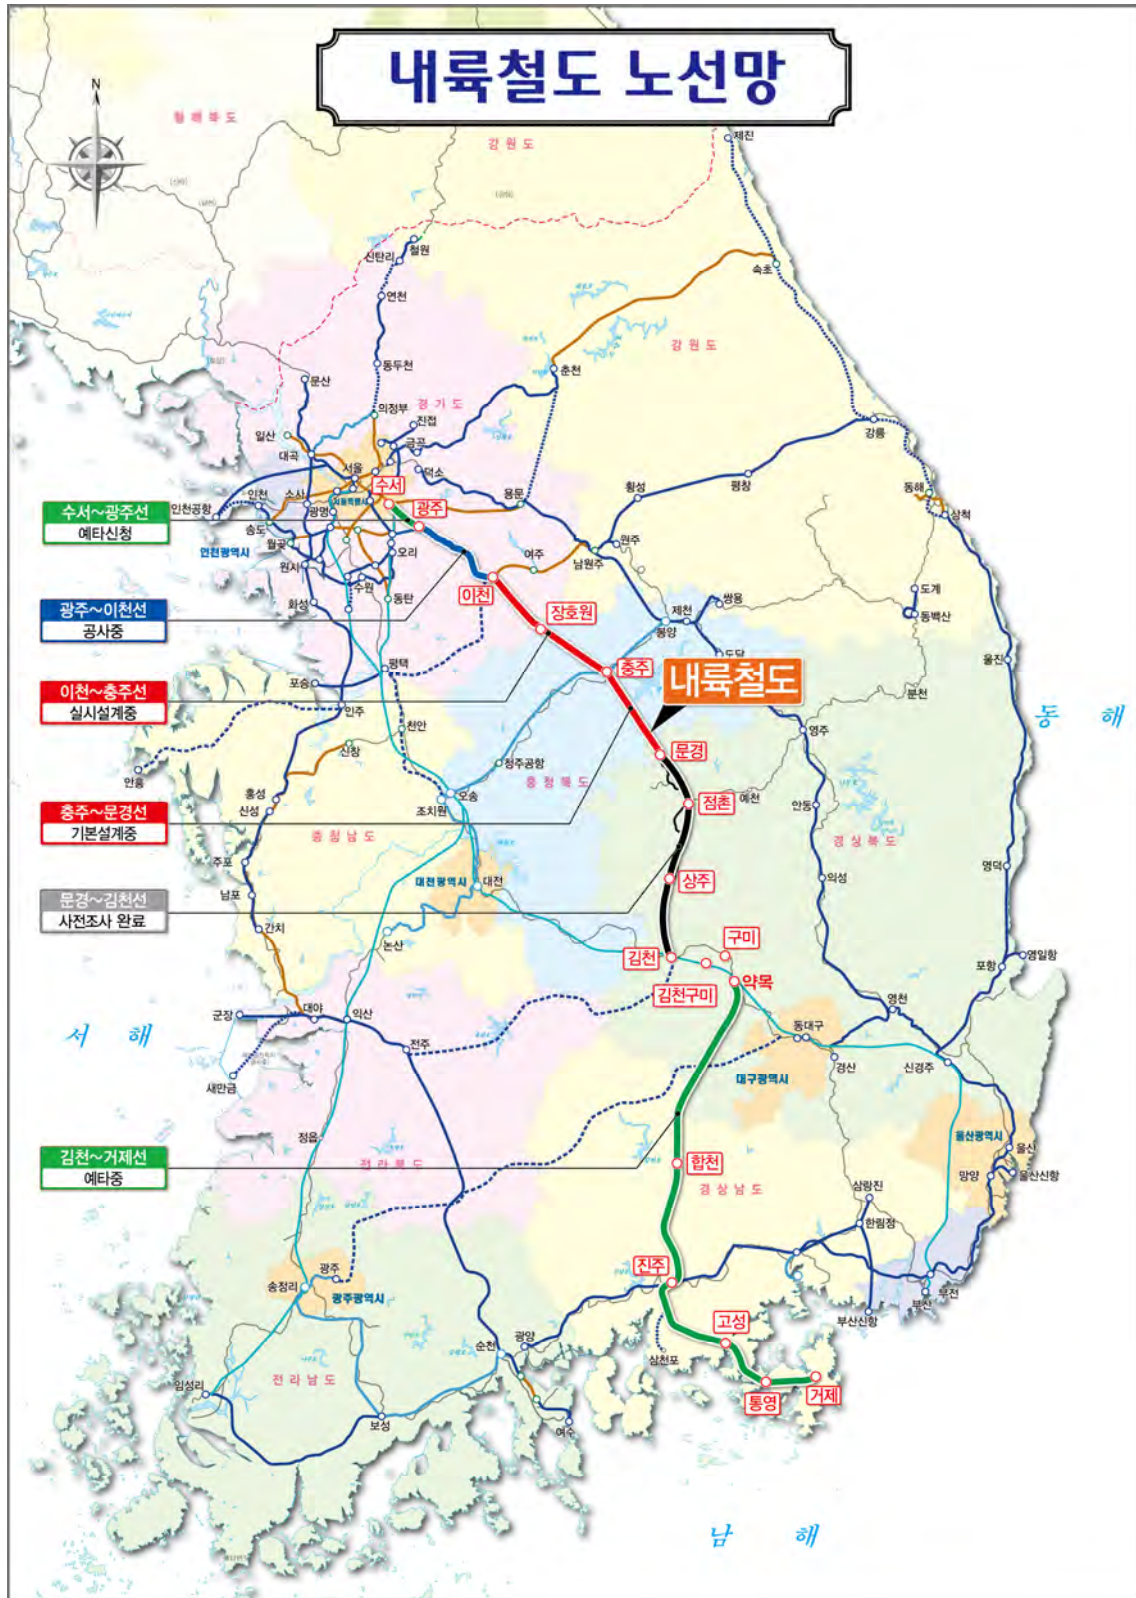 내륙철도 노선망
N
황해북도
강원도
제진
철원
신탄리
연천
속초
강원도
동두천
춘천
문산
의정부
경기도
진접
일산
금곡
강릉
대곡
덕소
서울
수서
용문
횡성
평창
동해
인천
소사
서울특별시
인천공항
광명
광주
삼척
송도
원주
월곶
오리
여주
남원주
인천광역시
원시
수원
이천
쌍용
도계
화성
동탄
장호원
제천
봉양
동백산
수서~광주선
예타신청
광주~이천선
공사중
이천~충주선
실시설계중
충주~문경선
기본설계중
문경~김천선
사전조사 완료
김천~거제선
예타중
도담
울진
평택
충주
내륙철도
포승
분천
인주
동 해
천안
영주
신창
문경
안흥
청주공항
충청북도
홍성
오송
점촌
예천
안동
신성
조치원
충청남도
경상북도
주포
영덕
대전광역시
대전
상주
의성
남포
간치
논산
구미
김천
영일항
포항
약목
김천구미
영천
군장
대야
익산
서 해
동대구
전주
신경주
경산
새만금
대구광역시
정읍
울산광역시
울산
전라북도
합천
경상남도
망양
울산신항
삼랑진
한림정
진주
송정리
광주
광주광역시
부전
부산
부산신항
고성
순천
광양
삼천포
전라남도
임성리
통영
거제
보성
여수
남 해